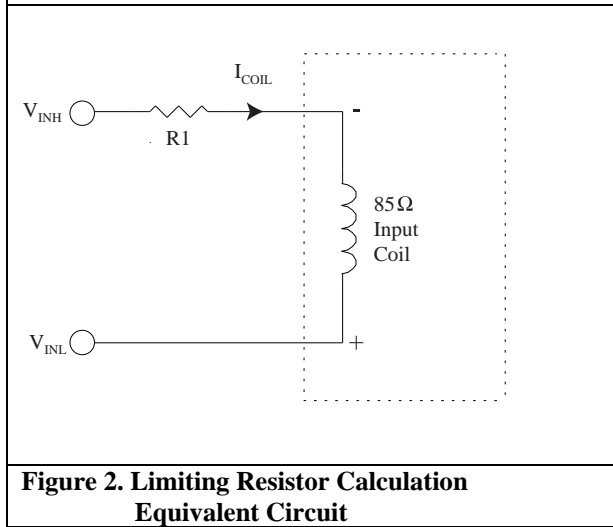 I_COIL
V_INH
R1
-
85Ω
Input
Coil
V_INL
+
Figure 2. Limiting Resistor Calculation
Equivalent Circuit